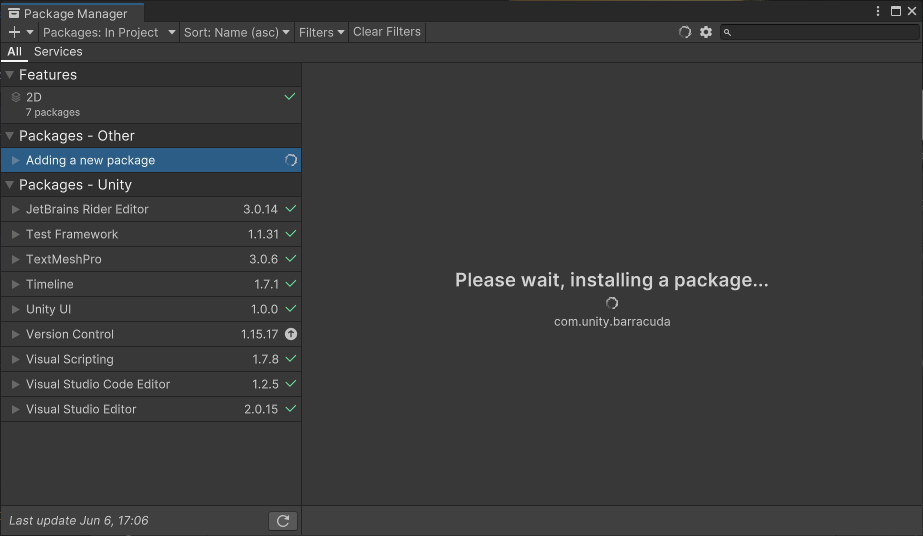 Package Manager
Packages: In Project Sort: Name (asc) Filters Clear Filters
All Services
Features
2D
7 packages
Packages - Other
Adding a new package
Packages - Unity
JetBrains Rider Editor 3.0.14
Test Framework 1.1.31
TextMeshPro 3.0.6
Timeline 1.7.1
Unity UI 1.0.0
Version Control 1.15.17
Visual Scripting 1.7.8
Visual Studio Code Editor 1.2.5
Visual Studio Editor 2.0.15
Please wait, installing a package...
com.unity.barracuda
Last update Jun 6, 17:06